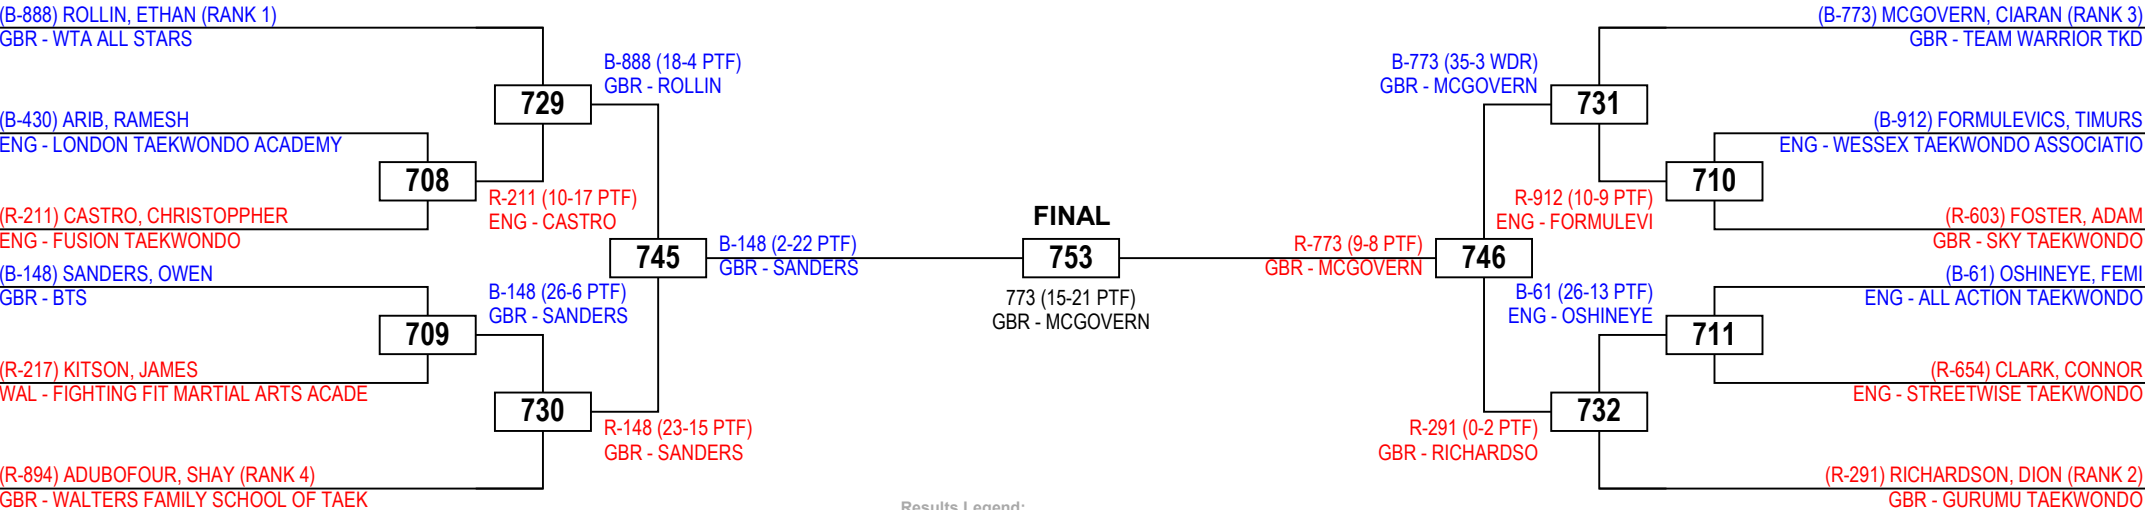 (B-888) ROLLIN, ETHAN (RANK 1)
GBR - WTA ALL STARS
(B-430) ARIB, RAMESH
ENG - LONDON TAEKWONDO ACADEMY
(R-211) CASTRO, CHRISTOPPHER
ENG - FUSION TAEKWONDO
(B-148) SANDERS, OWEN
GBR - BTS
(R-217) KITSON, JAMES
WAL - FIGHTING FIT MARTIAL ARTS ACADE
(R-894) ADUBOFOUR, SHAY (RANK 4)
GBR - WALTERS FAMILY SCHOOL OF TAEK
708
R-211 (10-17 PTF)
ENG - CASTRO
709
B-148 (26-6 PTF)
GBR - SANDERS
729
B-888 (18-4 PTF)
GBR - ROLLIN
730
R-148 (23-15 PTF)
GBR - SANDERS
745
B-148 (2-22 PTF)
GBR - SANDERS
FINAL
753
773 (15-21 PTF)
GBR - MCGOVERN
R-773 (9-8 PTF)
GBR - MCGOVERN
746
B-773 (35-3 WDR)
GBR - MCGOVERN
731
R-291 (0-2 PTF)
GBR - RICHARDSO
732
R-912 (10-9 PTF)
ENG - FORMULEVI
710
B-61 (26-13 PTF)
ENG - OSHINEYE
711
(B-773) MCGOVERN, CIARAN (RANK 3)
GBR - TEAM WARRIOR TKD
(B-912) FORMULEVICS, TIMURS
ENG - WESSEX TAEKWONDO ASSOCIATIO
(R-603) FOSTER, ADAM
GBR - SKY TAEKWONDO
(B-61) OSHINEYE, FEMI
ENG - ALL ACTION TAEKWONDO
(R-654) CLARK, CONNOR
ENG - STREETWISE TAEKWONDO
(R-291) RICHARDSON, DION (RANK 2)
GBR - GURUMU TAEKWONDO
Results Legend: